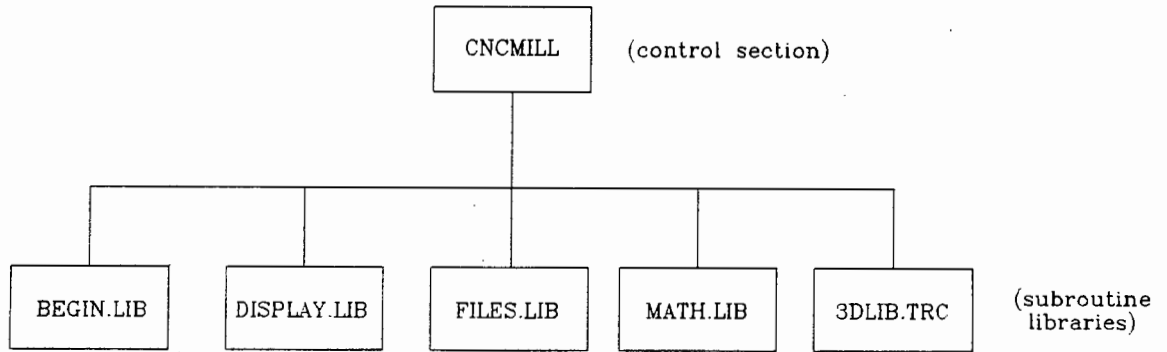 CNCMILL (control section)
BEGIN.LIB DISPLAY.LIB FILES.LIB MATH.LIB 3DLIB.TRC (subroutine
libraries)